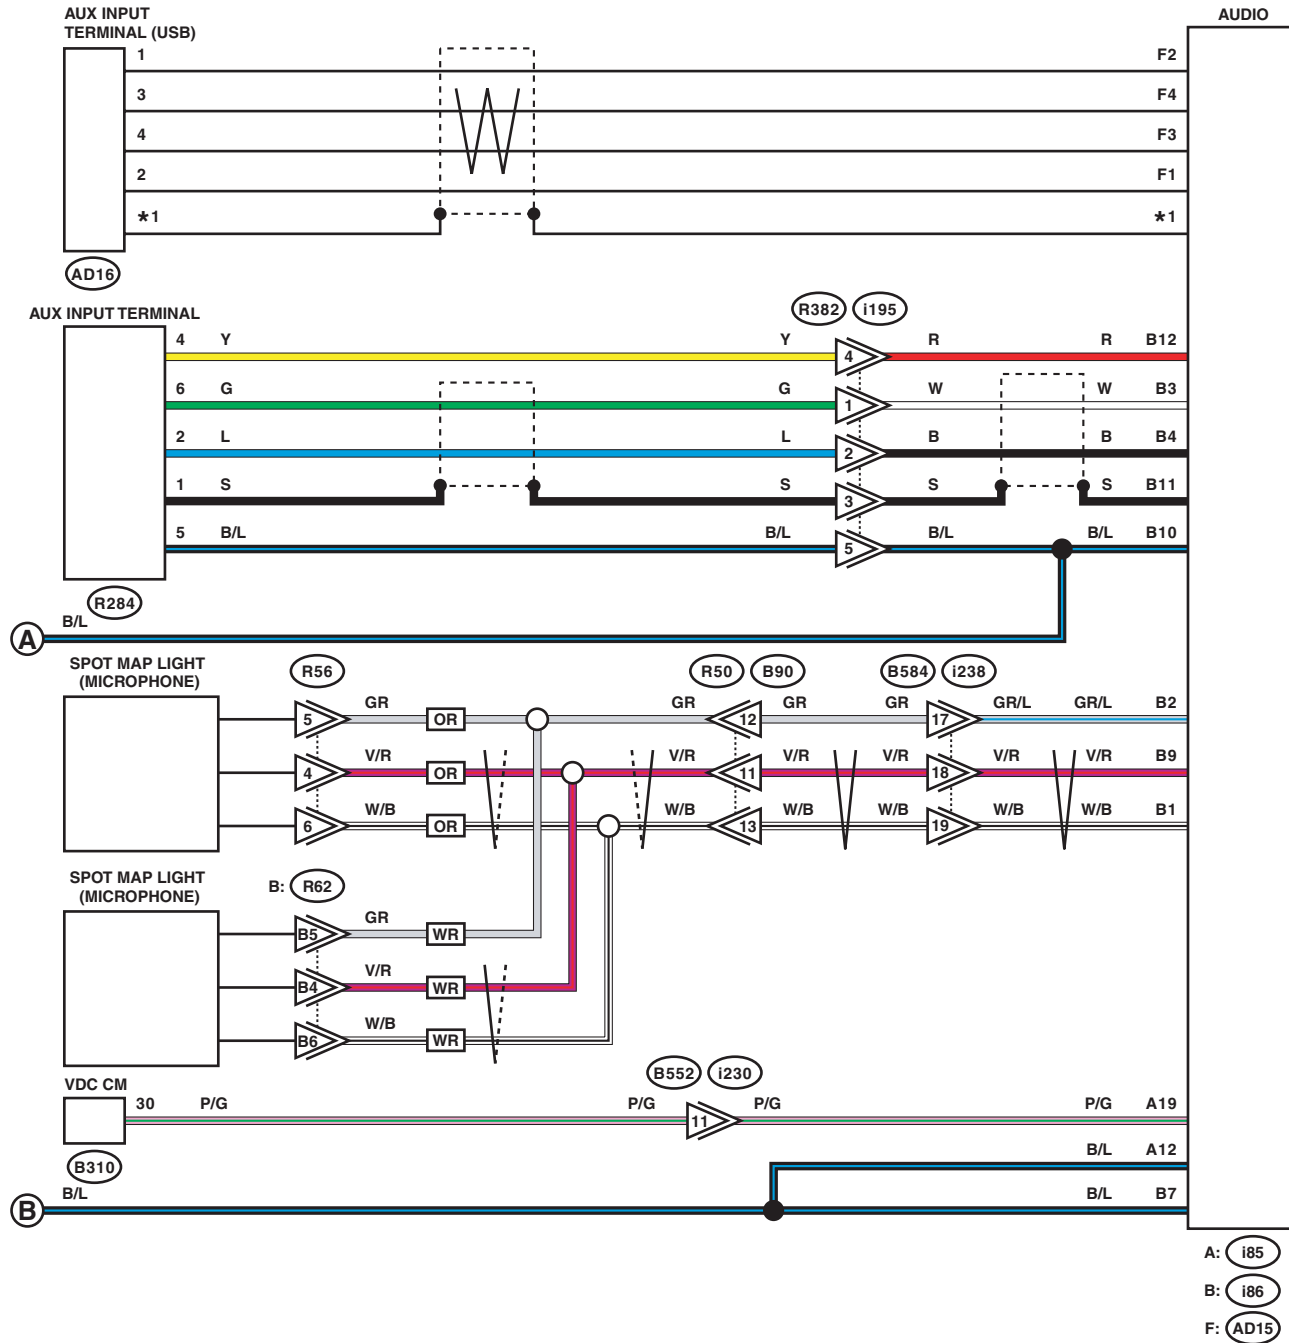 AUX INPUT
TERMINAL (USB)
AUDIO
1 F2
3 F4
4 F3
2 F1
*1 *1
AD16
AUX INPUT TERMINAL
R382 i195
4 Y Y 4 R R B12
6 G G 1 W W B3
2 L L 2 B B B4
1 S S 3 S S B11
5 B/L B/L 5 B/L B/L B10
R284
B/L
A
SPOT MAP LIGHT
(MICROPHONE)
R56 R50 B90 B584 i238
5 GR OR GR 12 GR GR 17 GR/L GR/L B2
4 V/R OR V/R 11 V/R V/R 18 V/R V/R B9
6 W/B OR W/B 13 W/B W/B 19 W/B W/B B1
SPOT MAP LIGHT
(MICROPHONE)
B: R62
B5 GR WR
B4 V/R WR
B6 W/B WR
VDC CM
B552 i230
30 P/G P/G 11 P/G P/G A19
B310
B/L A12
B/L B/L B7
B
A: i85
B: i86
F: AD15